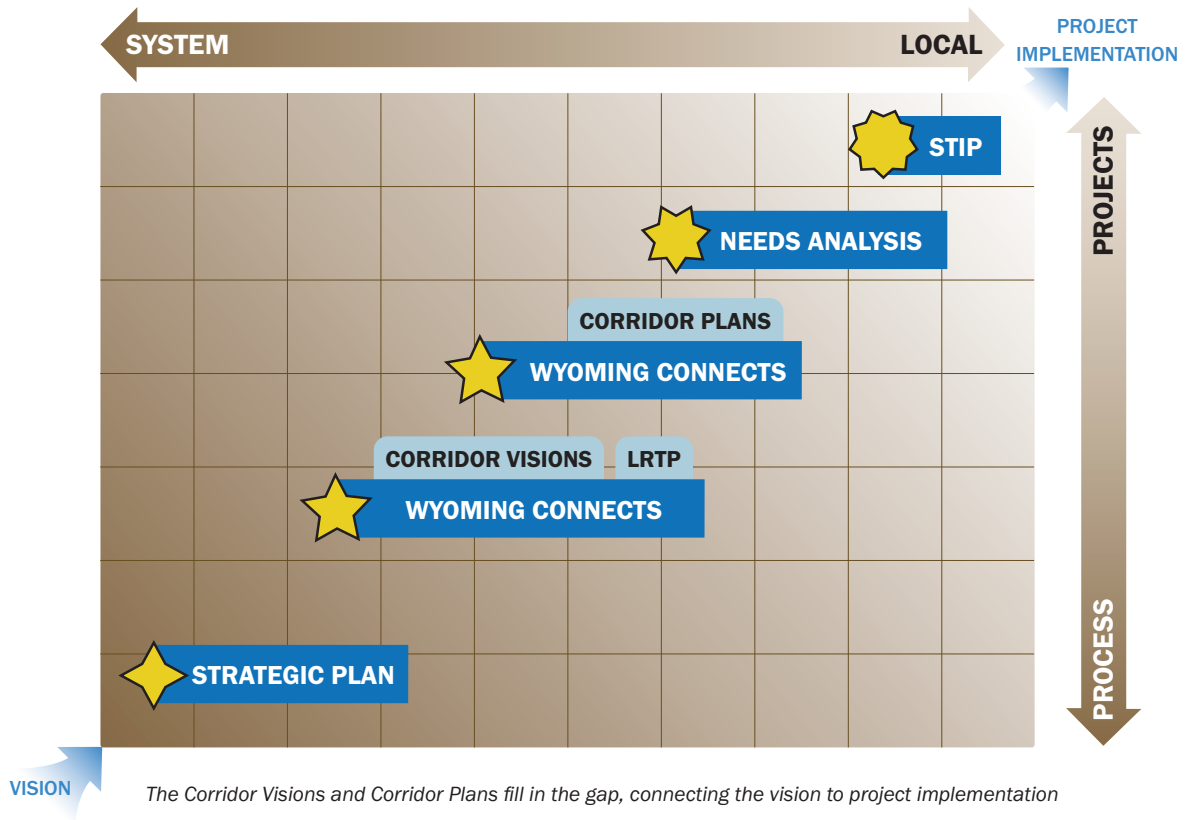 SYSTEM
LOCAL
PROJECT
IMPLEMENTATION
STIP
PROJECTS
NEEDS ANALYSIS
CORRIDOR PLANS
WYOMING CONNECTS
CORRIDOR VISIONS
LRTP
WYOMING CONNECTS
PROCESS
STRATEGIC PLAN
VISION
The Corridor Visions and Corridor Plans fill in the gap, connecting the vision to project implementation